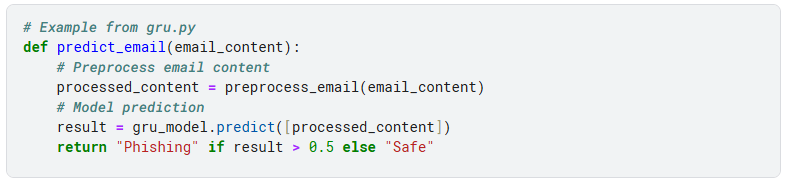 # Example from gru.py
def predict_email(email_content):
    # Preprocess email content
    processed_content = preprocess_email(email_content)
    # Model prediction
    result = gru_model.predict([processed_content])
    return "Phishing" if result > 0.5 else "Safe"